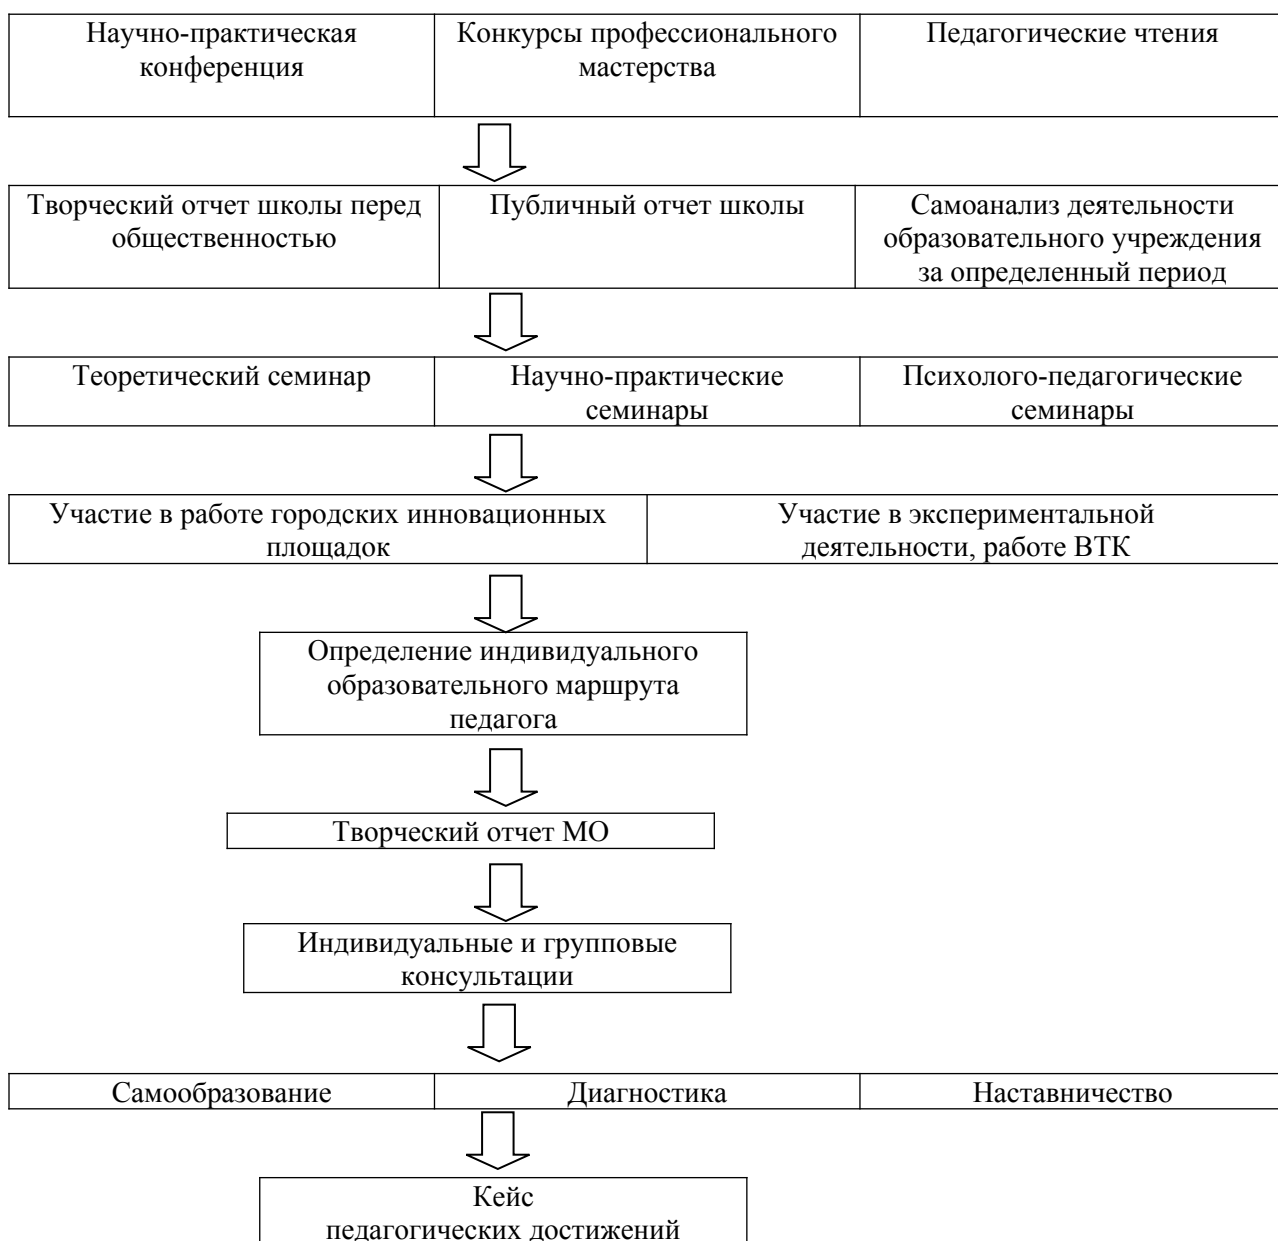 Научно-практическая
конференция
Конкурсы профессионального
мастерства
Педагогические чтения
Творческий отчет школы перед
общественностью
Публичный отчет школы
Самоанализ деятельности
образовательного учреждения
за определенный период
Теоретический семинар
Научно-практические
семинары
Психолого-педагогические
семинары
Участие в работе городских инновационных
площадок
Участие в экспериментальной
деятельности, работе ВТК
Определение индивидуального
образовательного маршрута
педагога
Творческий отчет МО
Индивидуальные и групповые
консультации
Самообразование
Диагностика
Наставничество
Кейс
педагогических достижений